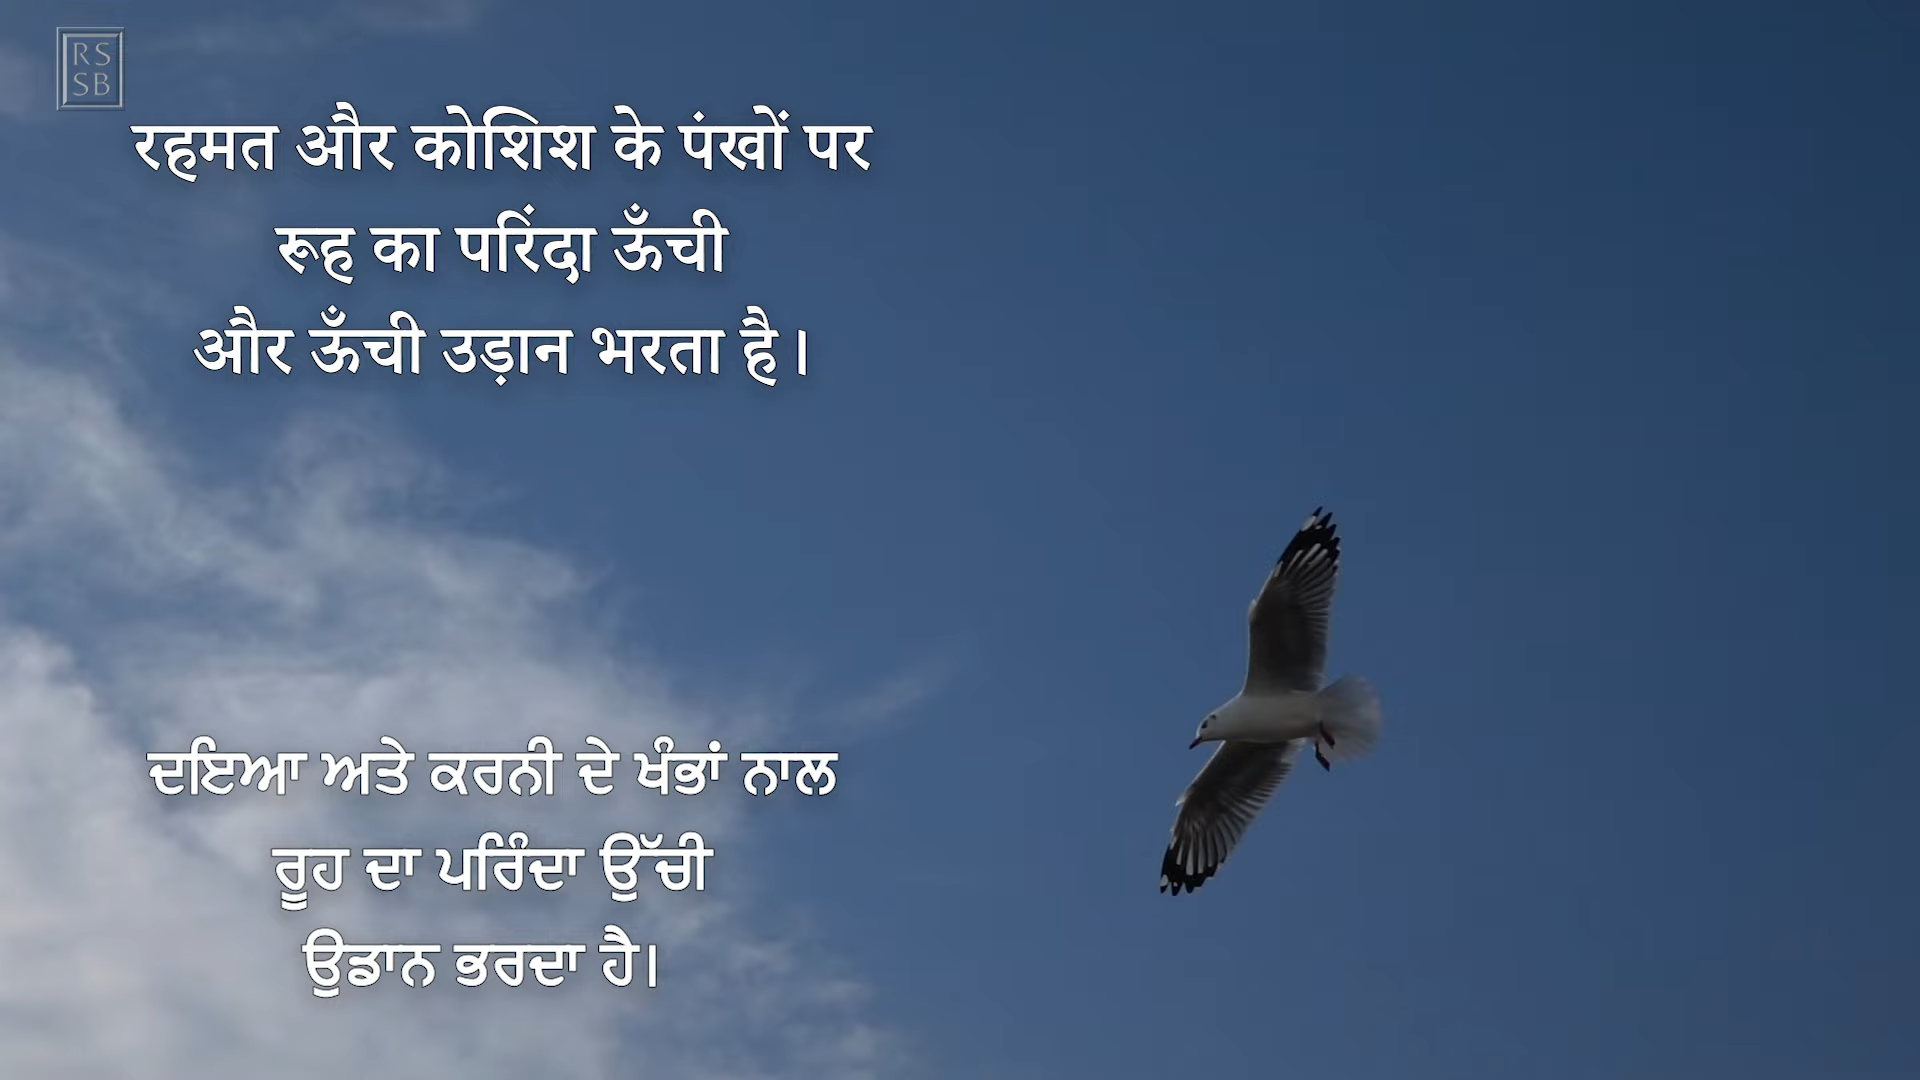 RS
SB
रहमत और कोशिश के पंखों पर
रूह का परिंदा ऊँची
और ऊँची उड़ान भरता है।
ਦਇਆ ਅਤੇ ਕਰਨੀ ਦੇ ਖੰਭਾਂ ਨਾਲ
ਰੂਹ ਦਾ ਪਰਿੰਦਾ ਉੱਚੀ
ਉਡਾਨ ਭਰਦਾ ਹੈ।